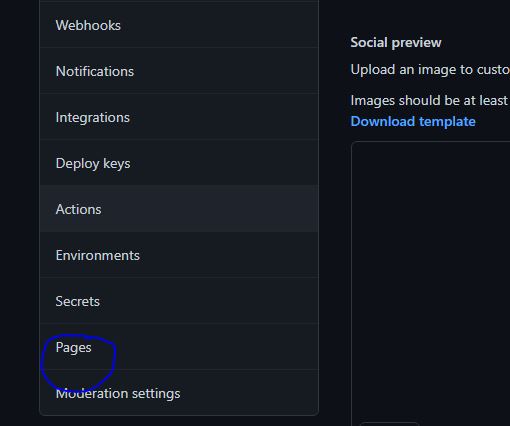 Webhooks
Notifications
Integrations
Deploy keys
Actions
Environments
Secrets
Pages
Moderation settings
Social preview
Upload an image to custo
Images should be at least
Download template